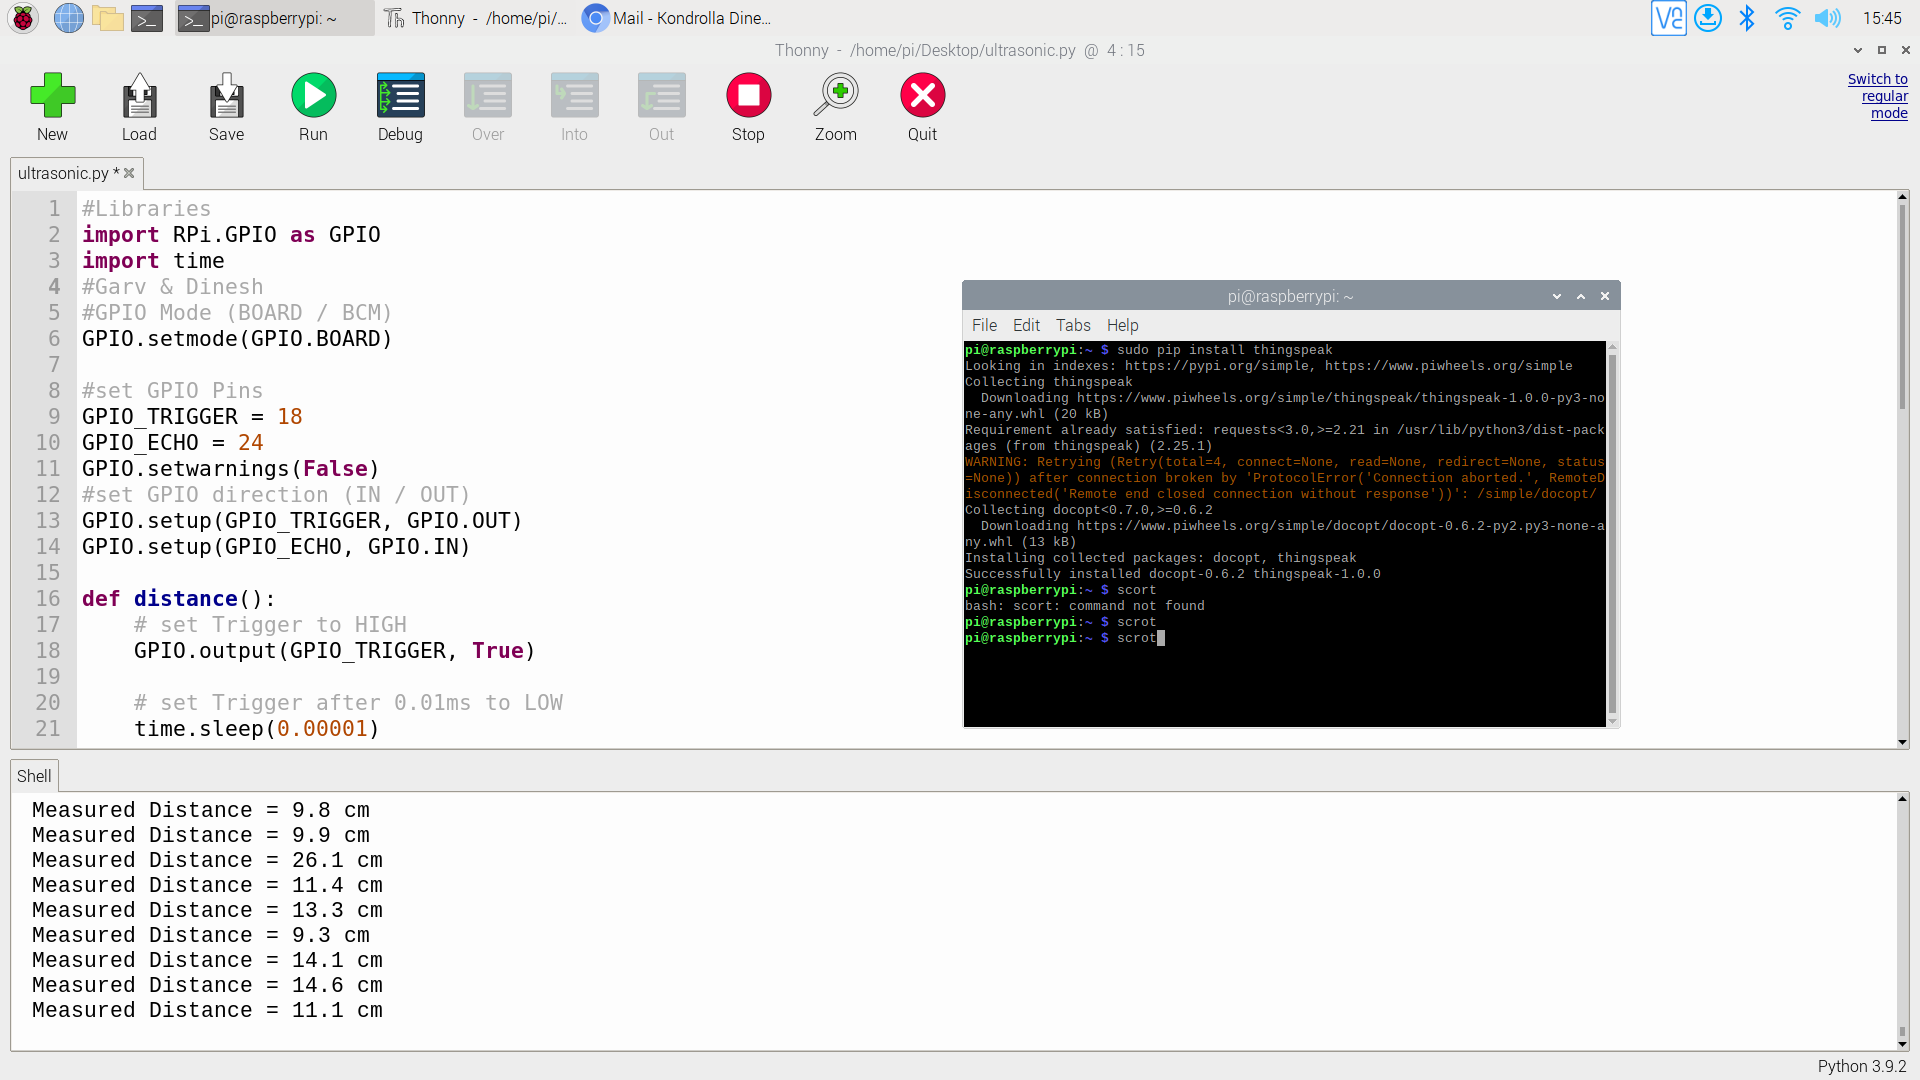 pi@raspberrypi: ~
Thonny - /home/pi/...
Mail - Kondrolla Dine...
15:45
Thonny - /home/pi/Desktop/ultrasonic.py @ 4:15
New
Load
Save
Run
Debug
Over
Into
Out
Stop
Zoom
Quit
Switch to
regular
mode
ultrasonic.py *
1 #Libraries
2 import RPi.GPIO as GPIO
3 import time
4 #Garv & Dinesh
5 #GPIO Mode (BOARD / BCM)
6 GPIO.setmode(GPIO.BOARD)
7
8 #set GPIO Pins
9 GPIO_TRIGGER = 18
10 GPIO_ECHO = 24
11 GPIO.setwarnings(False)
12 #set GPIO direction (IN / OUT)
13 GPIO.setup(GPIO_TRIGGER, GPIO.OUT)
14 GPIO.setup(GPIO_ECHO, GPIO.IN)
15
16 def distance():
17 # set Trigger to HIGH
18 GPIO.output(GPIO_TRIGGER, True)
19
20 # set Trigger after 0.01ms to LOW
21 time.sleep(0.00001)
pi@raspberrypi: ~
File Edit Tabs Help
pi@raspberrypi:~ $ sudo pip install thingspeak
Looking in indexes: https://pypi.org/simple, https://www.piwheels.org/simple
Collecting thingspeak
Downloading https://www.piwheels.org/simple/thingspeak/thingspeak-1.0.0-py3-no
ne-any.whl (20 kB)
Requirement already satisfied: requests<3.0,>=2.21 in /usr/lib/python3/dist-pack
ages (from thingspeak) (2.25.1)
WARNING: Retrying (Retry(total=4, connect=None, read=None, redirect=None, status
=None)) after connection broken by 'ProtocolError('Connection aborted.', RemoteD
isconnected('Remote end closed connection without response'))': /simple/docopt/
Collecting docopt<0.7.0,>=0.6.2
Downloading https://www.piwheels.org/simple/docopt/docopt-0.6.2-py2.py3-none-a
ny.whl (13 kB)
Installing collected packages: docopt, thingspeak
Successfully installed docopt-0.6.2 thingspeak-1.0.0
pi@raspberrypi:~ $ scort
bash: scort: command not found
pi@raspberrypi:~ $ scrot
pi@raspberrypi:~ $ scrot
Shell
Measured Distance = 9.8 cm
Measured Distance = 9.9 cm
Measured Distance = 26.1 cm
Measured Distance = 11.4 cm
Measured Distance = 13.3 cm
Measured Distance = 9.3 cm
Measured Distance = 14.1 cm
Measured Distance = 14.6 cm
Measured Distance = 11.1 cm
Python 3.9.2